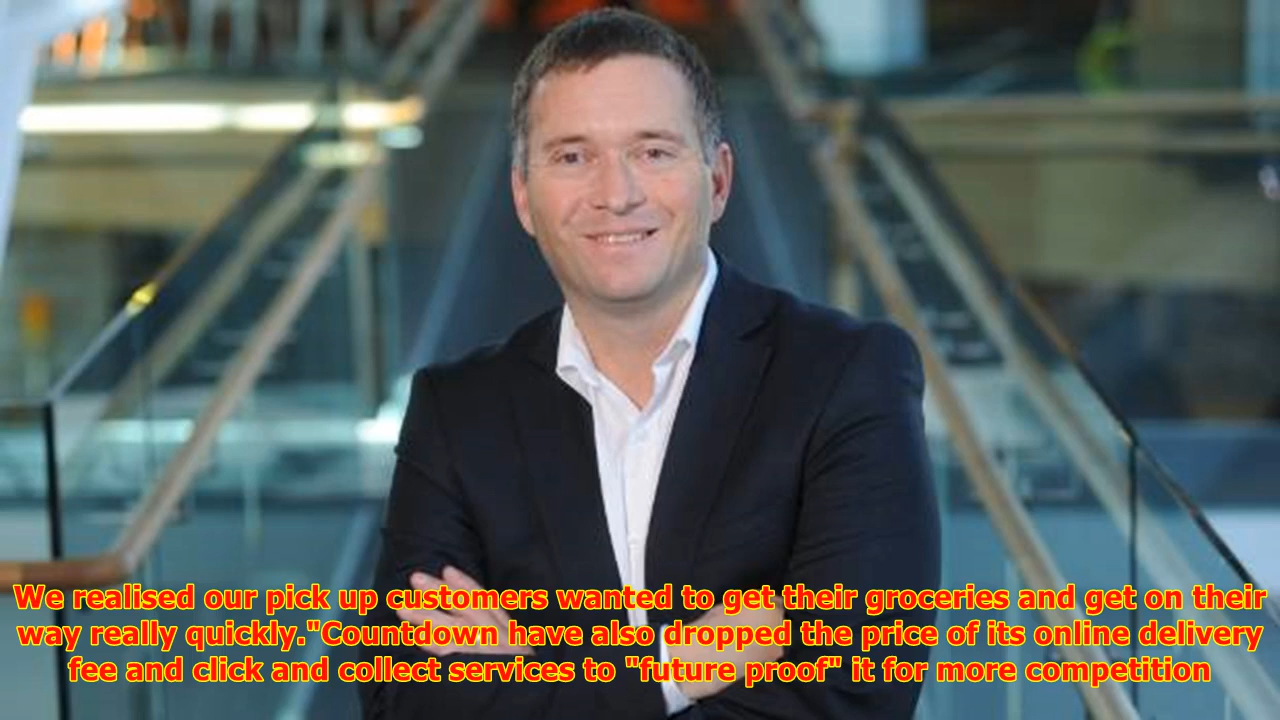 We realised our pick up customers wanted to get their groceries and get on their
way really quickly."Countdown have also dropped the price of its online delivery
fee and click and collect services to "future proof" it for more competition